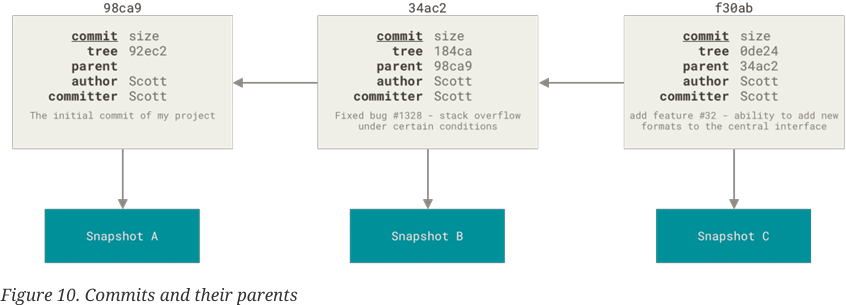 98ca9
commit size
tree 92ec2
parent
author Scott
committer Scott
The initial commit of my project
34ac2
commit size
tree 184ca
parent 98ca9
author Scott
committer Scott
Fixed bug #1328 - stack overflow
under certain conditions
f30ab
commit size
tree 0de24
parent 34ac2
author Scott
committer Scott
add feature #32 - ability to add new
formats to the central interface
Snapshot A
Snapshot B
Snapshot C
Figure 10. Commits and their parents